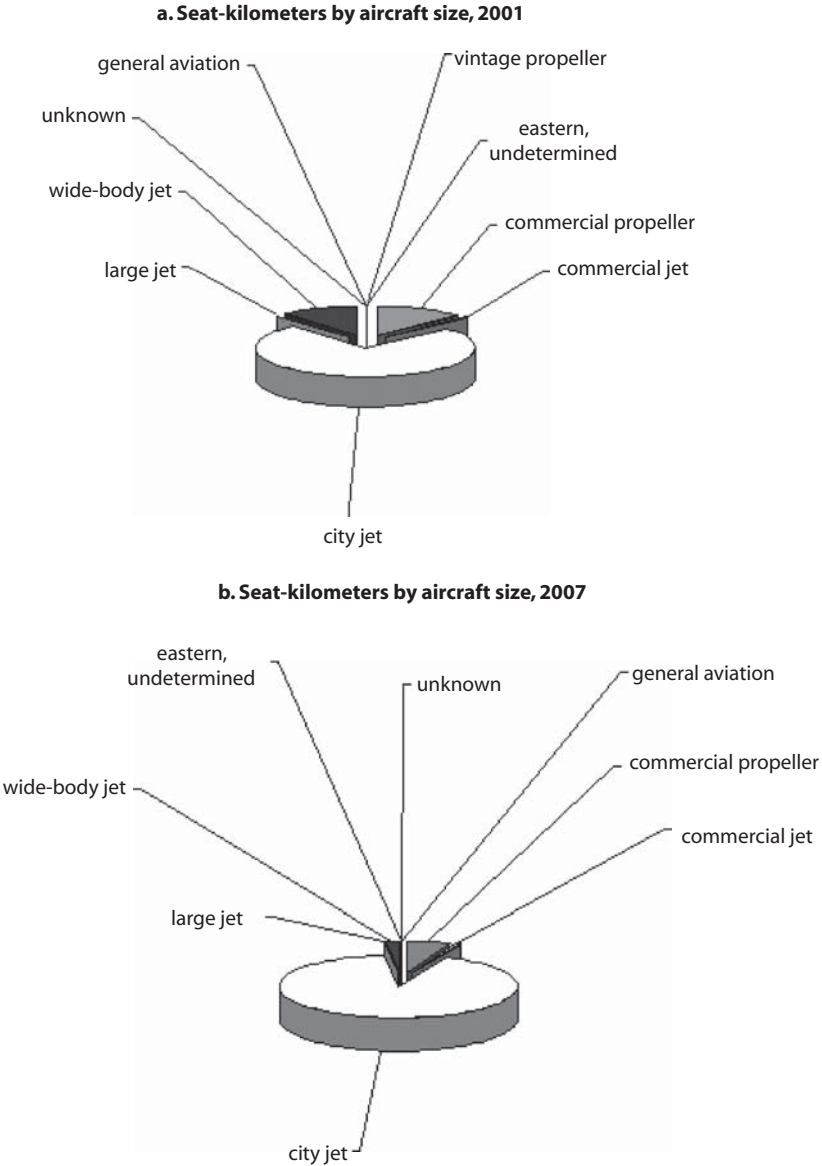 a. Seat-kilometers by aircraft size, 2001
general aviation
vintage propeller
unknown
eastern,
undetermined
wide-body jet
commercial propeller
large jet
commercial jet
city jet
b. Seat-kilometers by aircraft size, 2007
eastern,
undetermined
unknown
general aviation
commercial propeller
wide-body jet
commercial jet
large jet
city jet